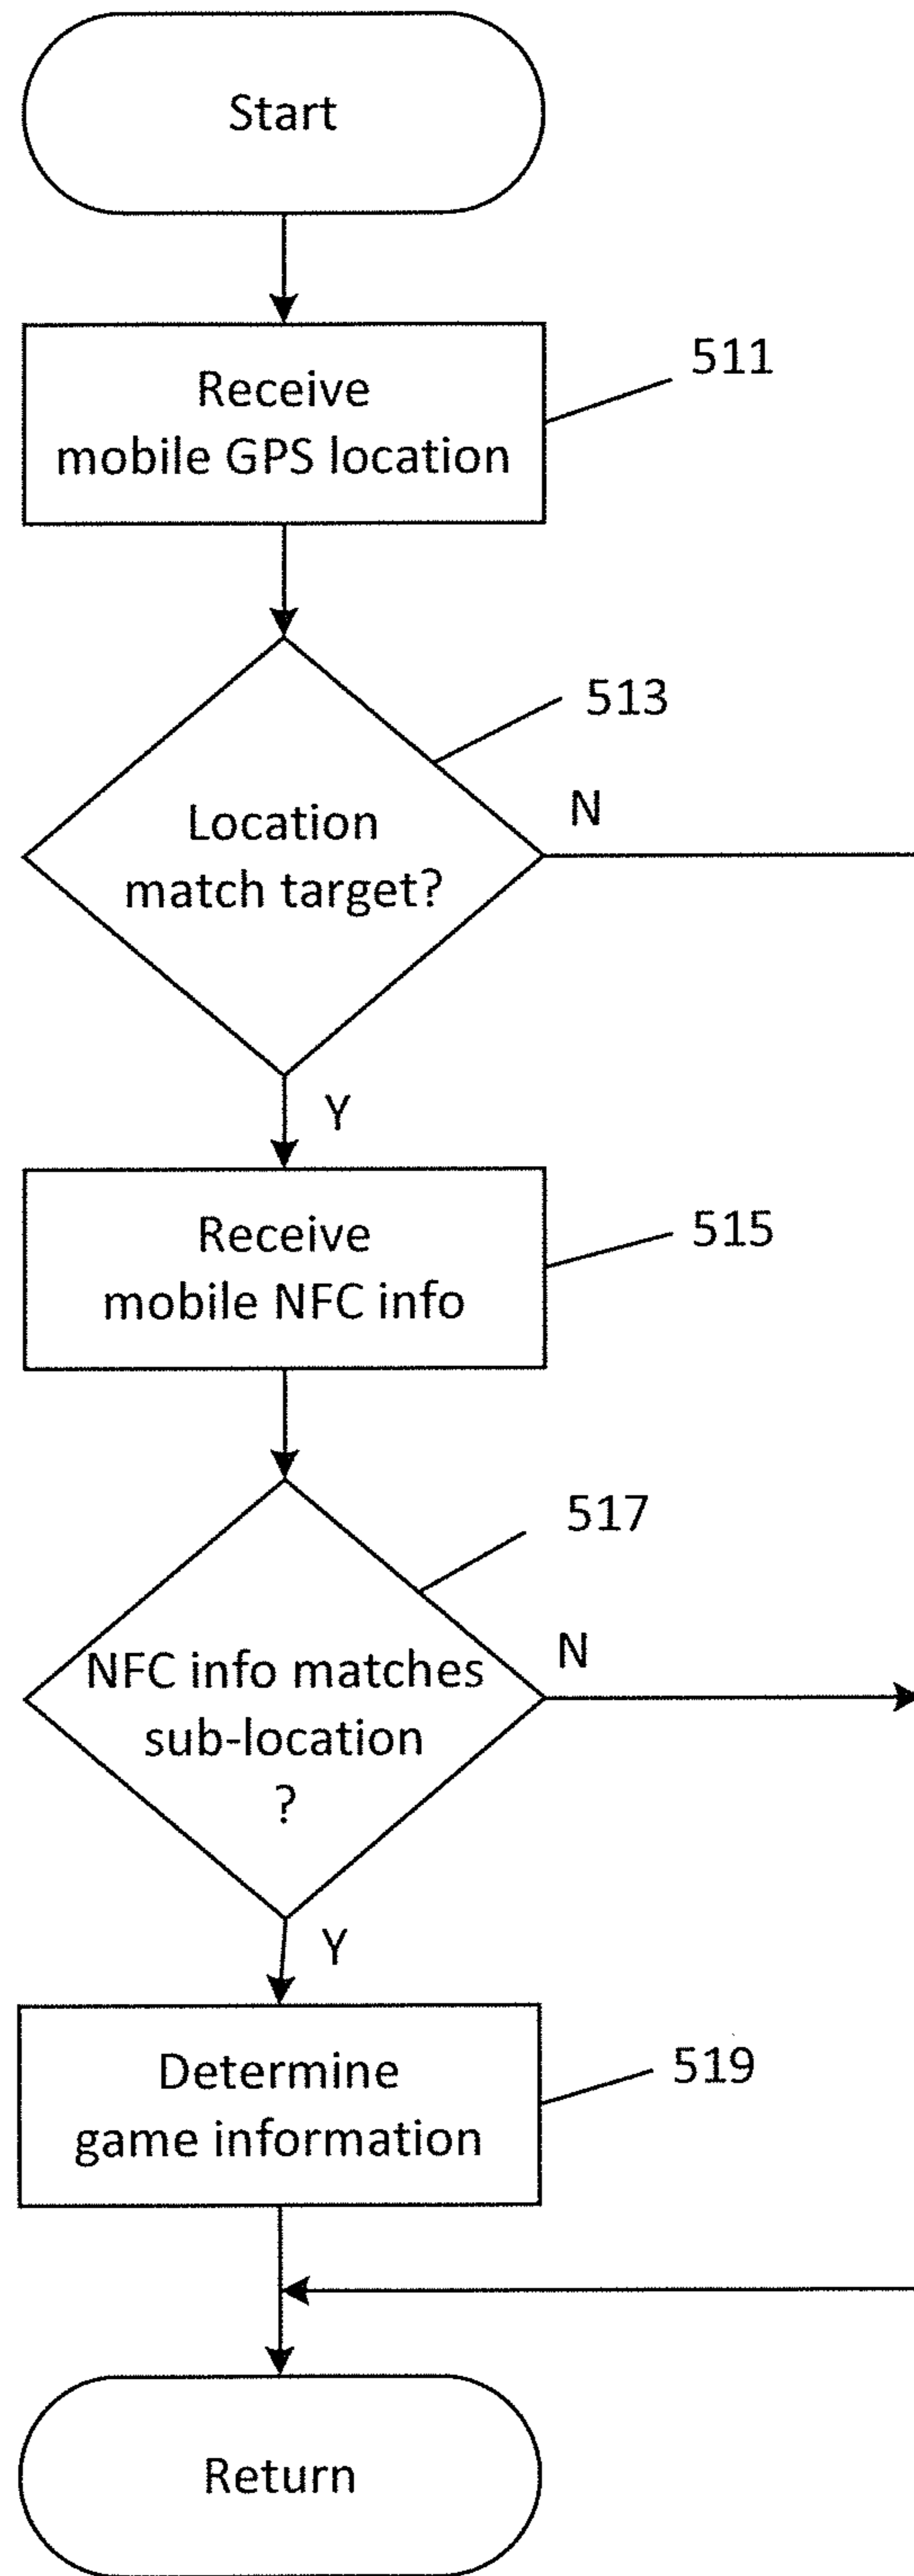 Start
Receive
mobile GPS location
511
Location
match target?
513
N
Y
Receive
mobile NFC info
515
NFC info matches
sub-location
?
517
N
Y
Determine
game information
519
Return